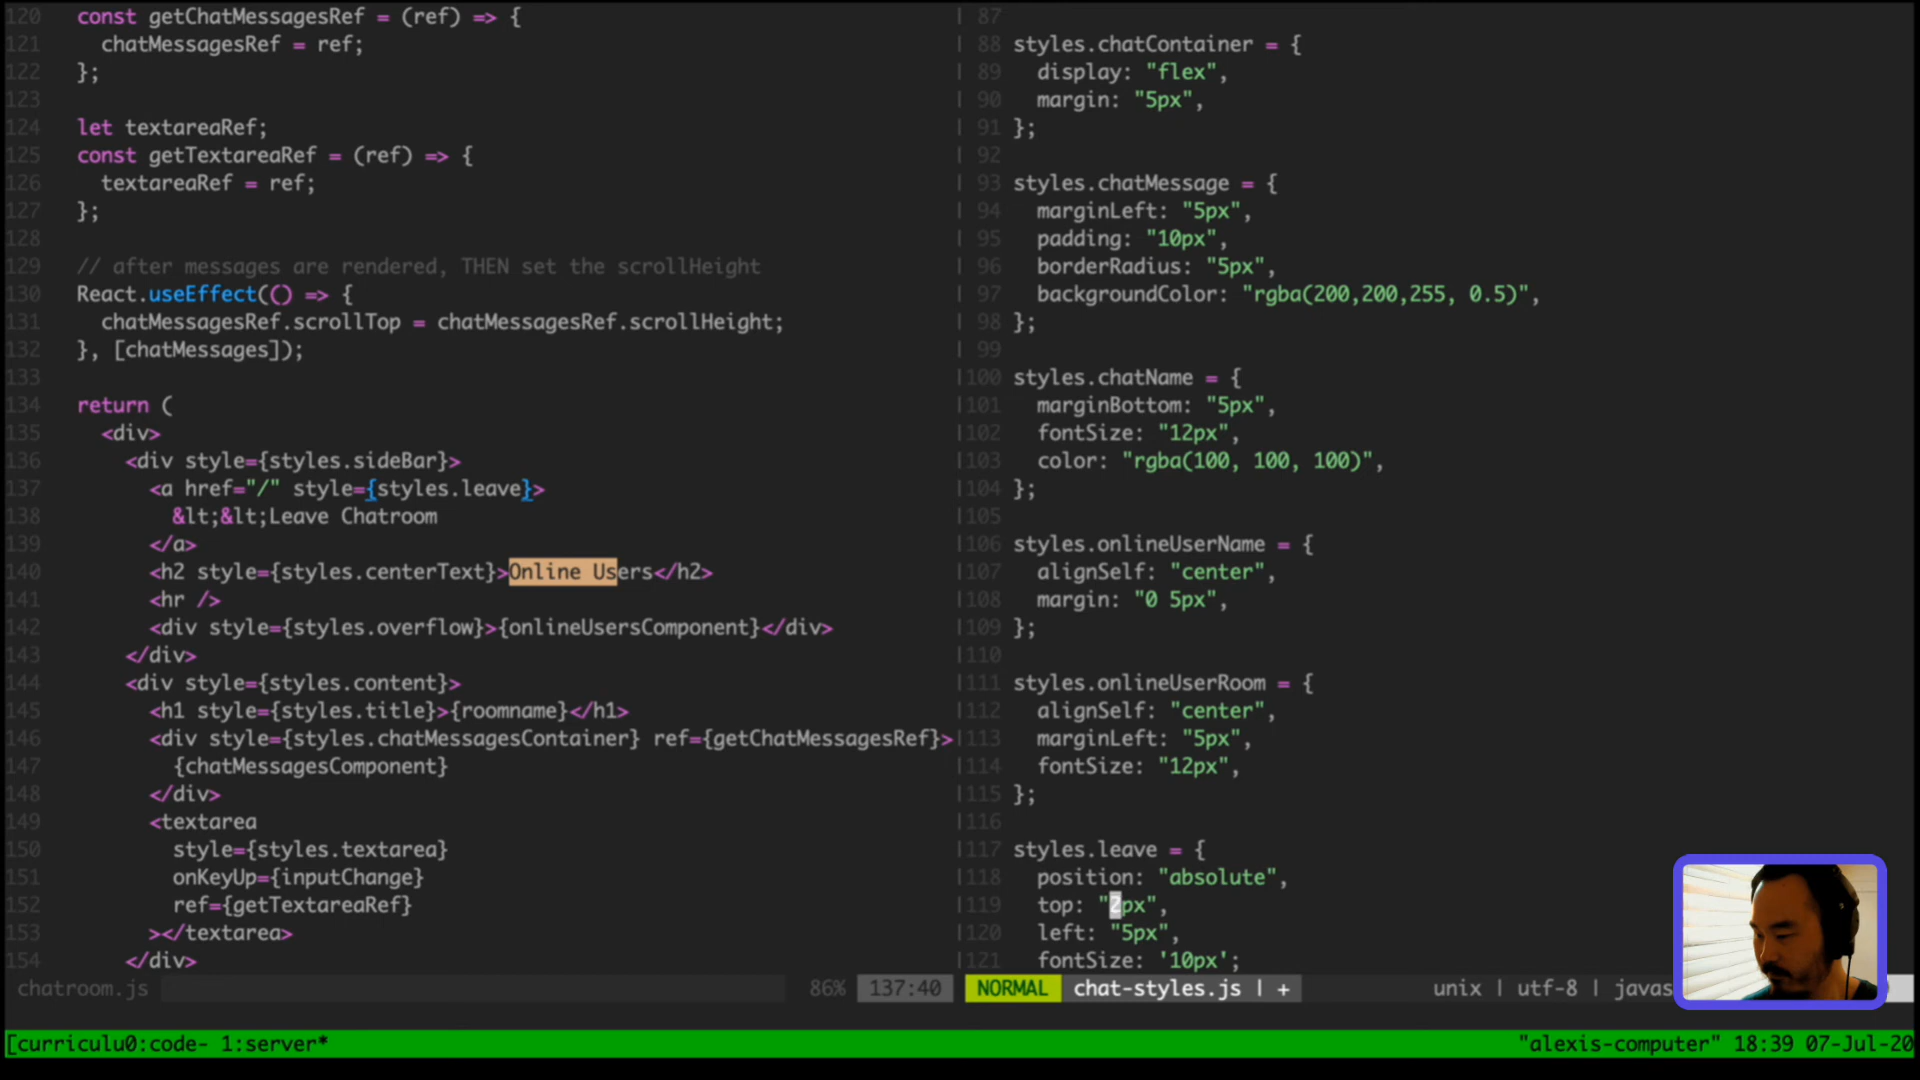 120 const getChatMessagesRef = (ref) => {
121 chatMessagesRef = ref;
122 };
123
124 let textareaRef;
125 const getTextareaRef = (ref) => {
126 textareaRef = ref;
127 };
128
129 // after messages are rendered, THEN set the scrollHeight
130 React.useEffect(() => {
131 chatMessagesRef.scrollTop = chatMessagesRef.scrollHeight;
132 }, [chatMessages]);
133
134 return (
135 <div>
136 <div style={styles.sideBar}>
137 <a href="/" style={styles.leave}>
138 &lt;&lt;Leave Chatroom
139 </a>
140 <h2 style={styles.centerText}>Online Users</h2>
141 <hr />
142 <div style={styles.overflow}>{onlineUsersComponent}</div>
143 </div>
144 <div style={styles.content}>
145 <h1 style={styles.title}>{roomname}</h1>
146 <div style={styles.chatMessagesContainer} ref={getChatMessagesRef}>
147 {chatMessagesComponent}
148 </div>
149 <textarea
150 style={styles.textarea}
151 onKeyUp={inputChange}
152 ref={getTextareaRef}
153 ></textarea>
154 </div>
chatroom.js 86% 137:40
87
88 styles.chatContainer = {
89 display: "flex",
90 margin: "5px",
91 };
92
93 styles.chatMessage = {
94 marginLeft: "5px",
95 padding: "10px",
96 borderRadius: "5px",
97 backgroundColor: "rgba(200,200,255, 0.5)",
98 };
99
100 styles.chatName = {
101 marginBottom: "5px",
102 fontSize: "12px",
103 color: "rgba(100, 100, 100)",
104 };
105
106 styles.onlineUserName = {
107 alignSelf: "center",
108 margin: "0 5px",
109 };
110
111 styles.onlineUserRoom = {
112 alignSelf: "center",
113 marginLeft: "5px",
114 fontSize: "12px",
115 };
116
117 styles.leave = {
118 position: "absolute",
119 top: "2px",
120 left: "5px",
121 fontSize: '10px';
NORMAL chat-styles.js | + unix | utf-8 | javas
[curriculu0:code- 1:server* "alexis-computer" 18:39 07-Jul-20